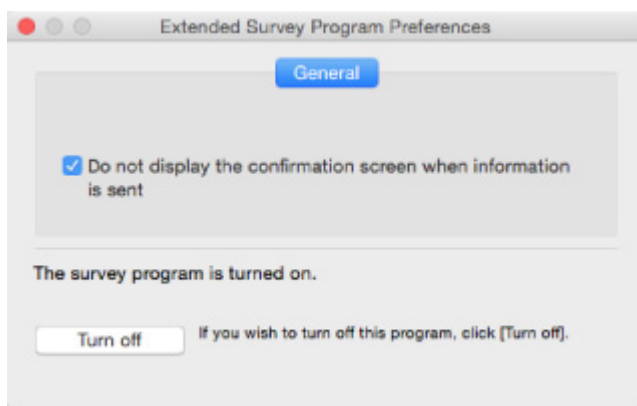 Extended Survey Program Preferences
General
Do not display the confirmation screen when information
is sent
The survey program is turned on.
Turn off
If you wish to turn off this program, click [Turn off].